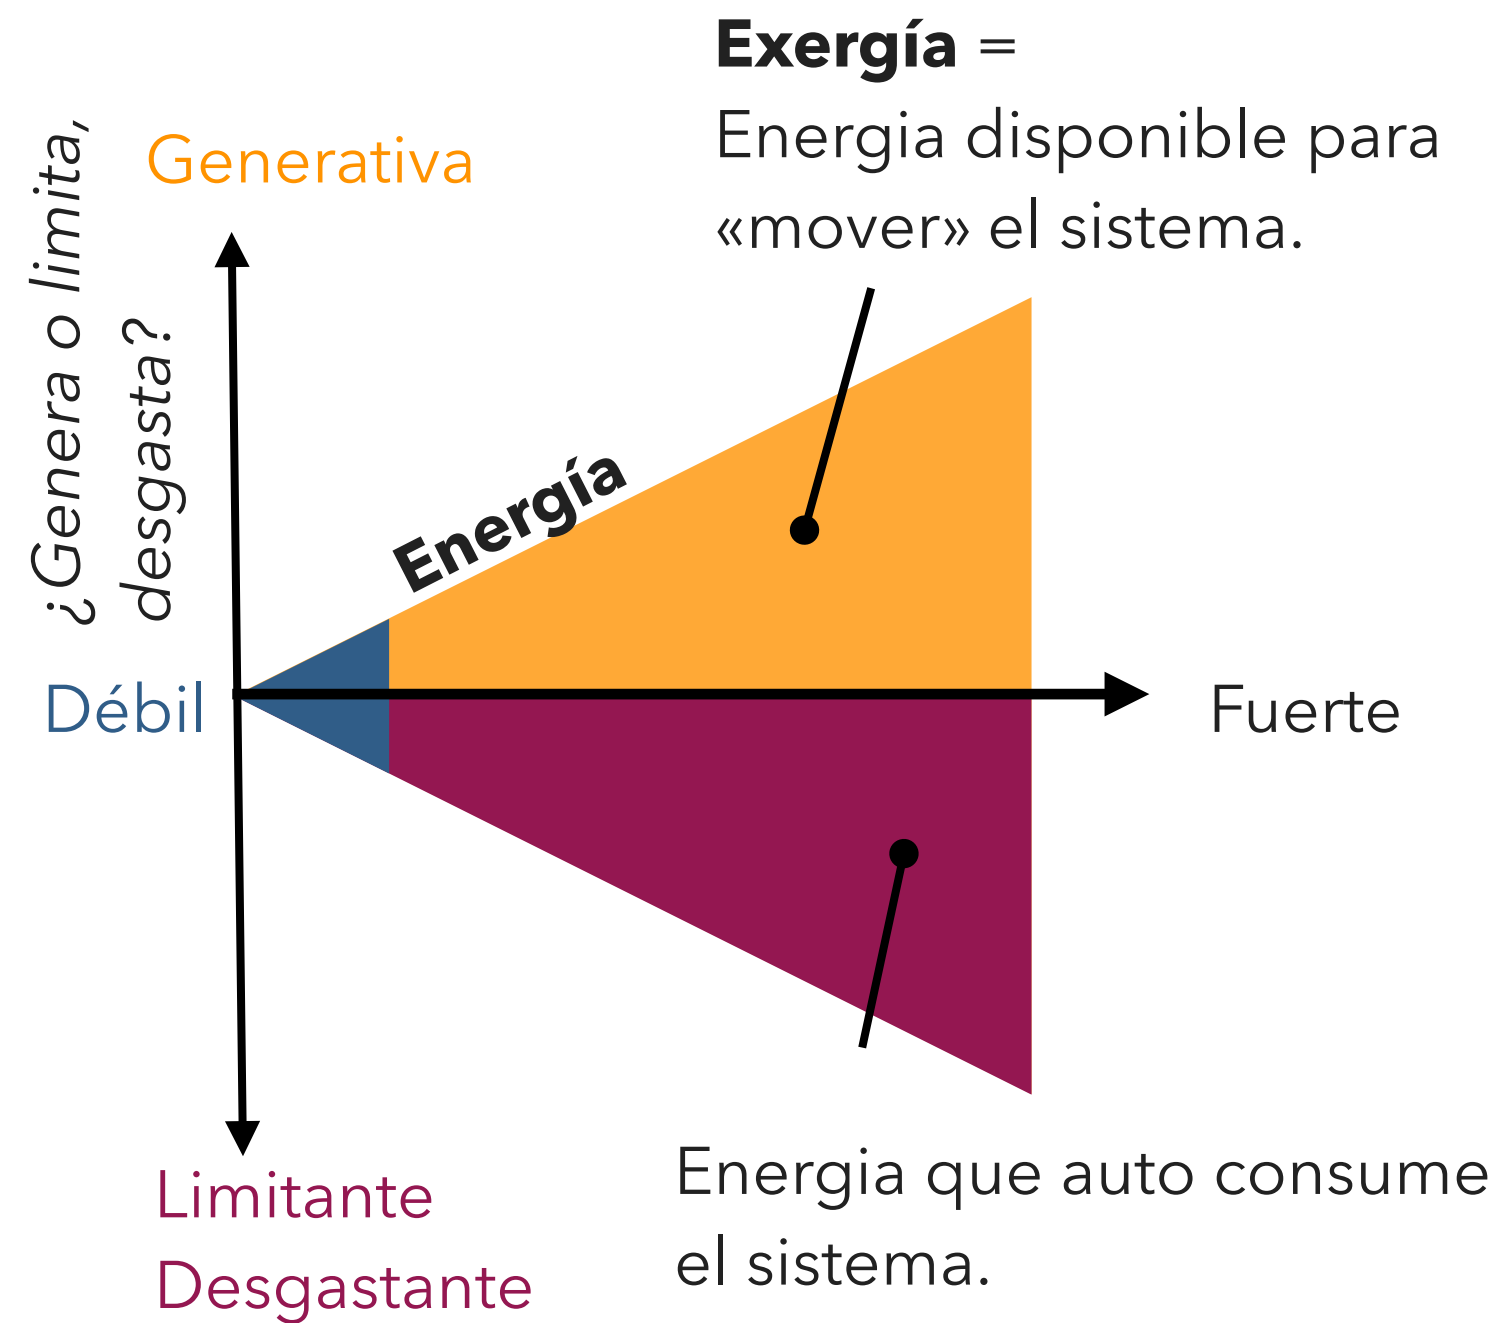 Exergía =
Energia disponible para
«mover» el sistema.
Generativa
¿Genera o limita,
desgasta?
Energía
Débil
Fuerte
Limitante
Desgastante
Energia que auto consume
el sistema.